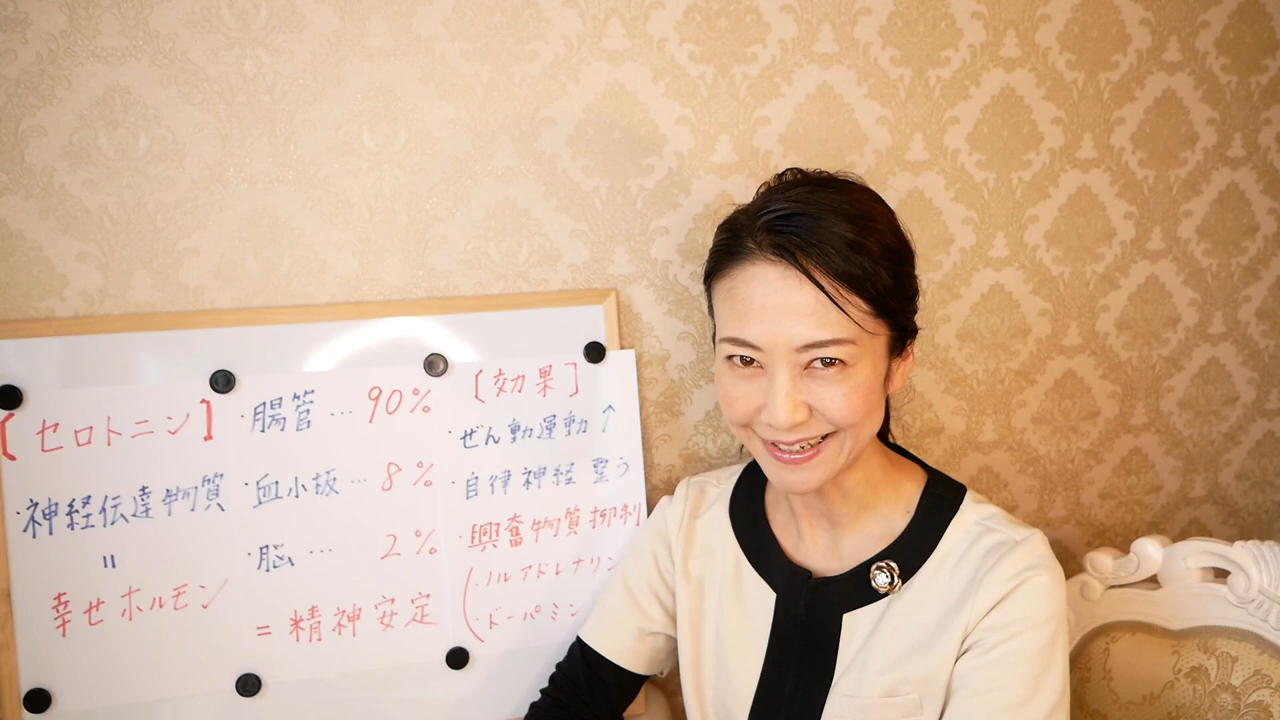 【セロトニン】
・神経伝達物質
＝
幸せホルモン
・腸管…90%
・血小板…8%
・脳…2%
＝精神安定
〔効果〕
・ぜん動運動↑
・自律神経整う
・興奮物質抑制
(・ノルアドレナリン
・ドーパミン